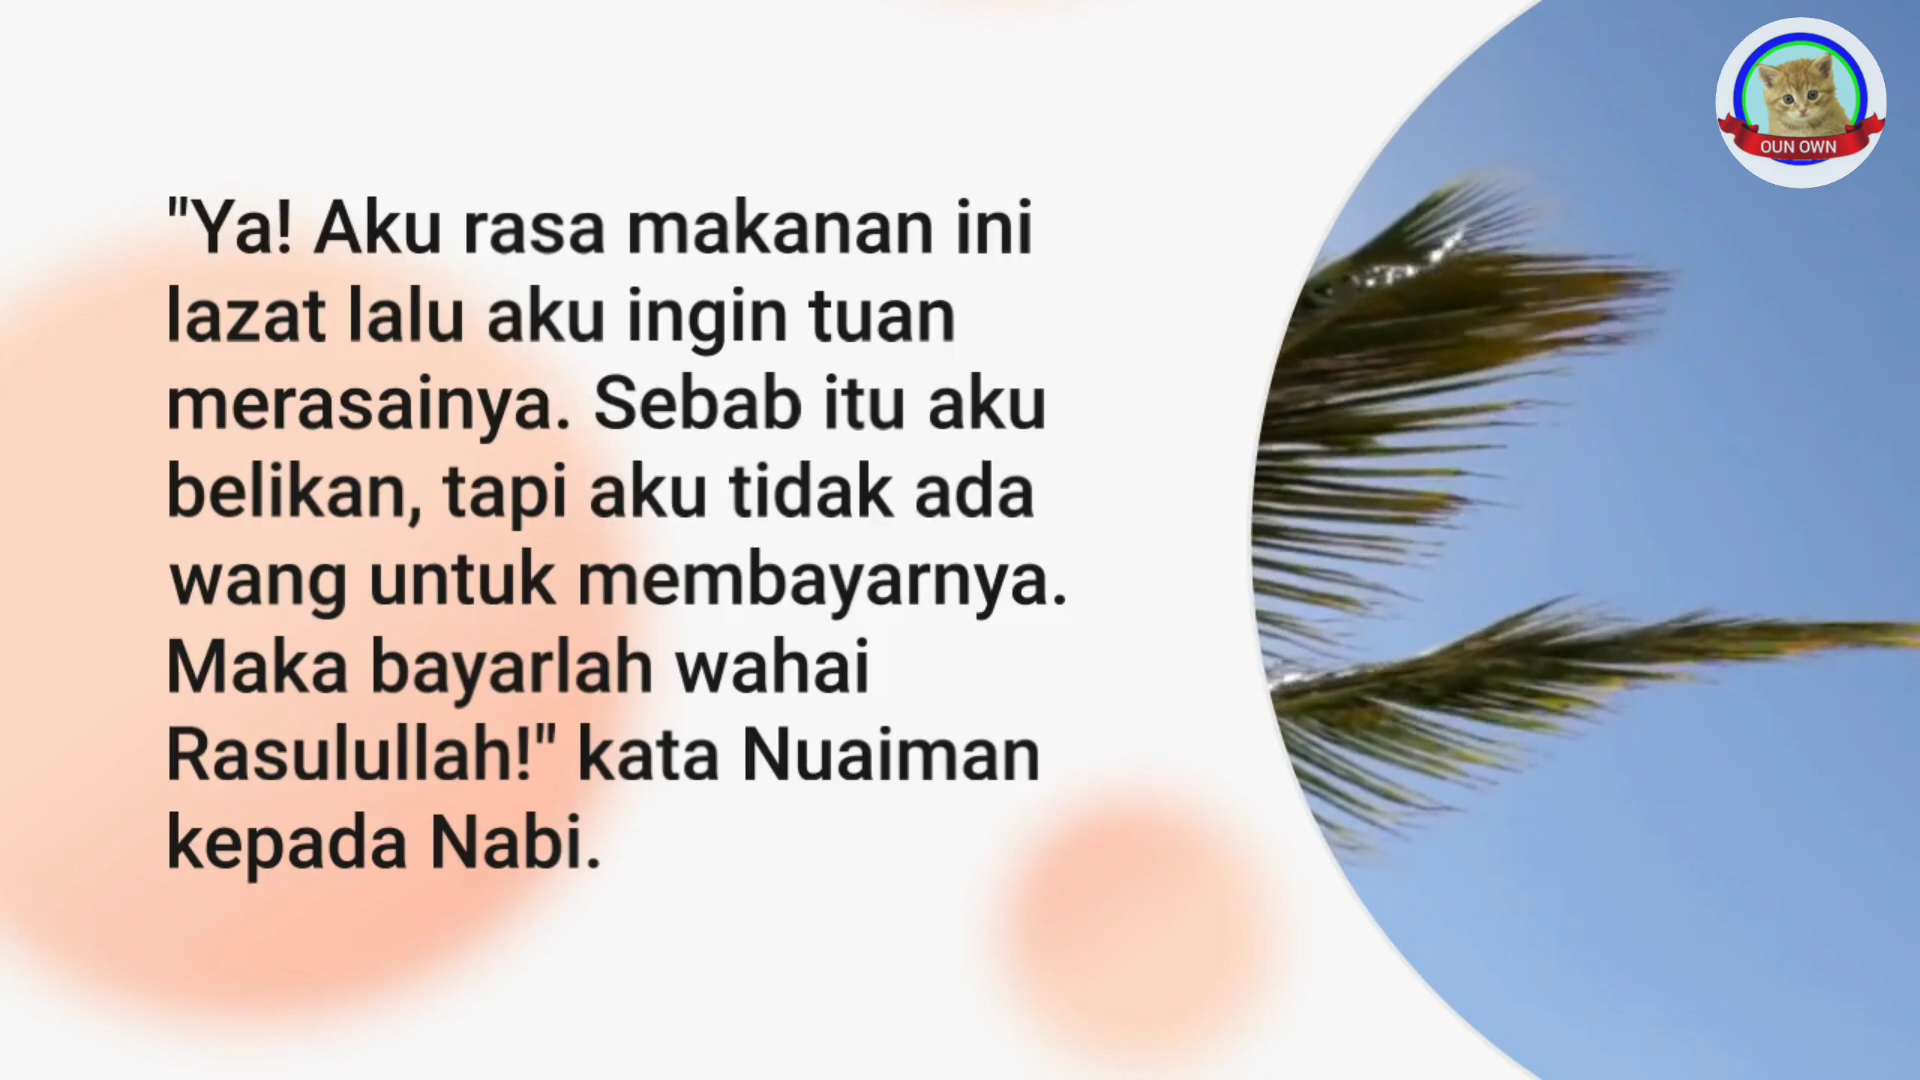 OUN OWN
"Ya! Aku rasa makanan ini
lazat lalu aku ingin tuan
merasainya. Sebab itu aku
belikan, tapi aku tidak ada
wang untuk membayarnya.
Maka bayarlah wahai
Rasulullah!" kata Nuaiman
kepada Nabi.